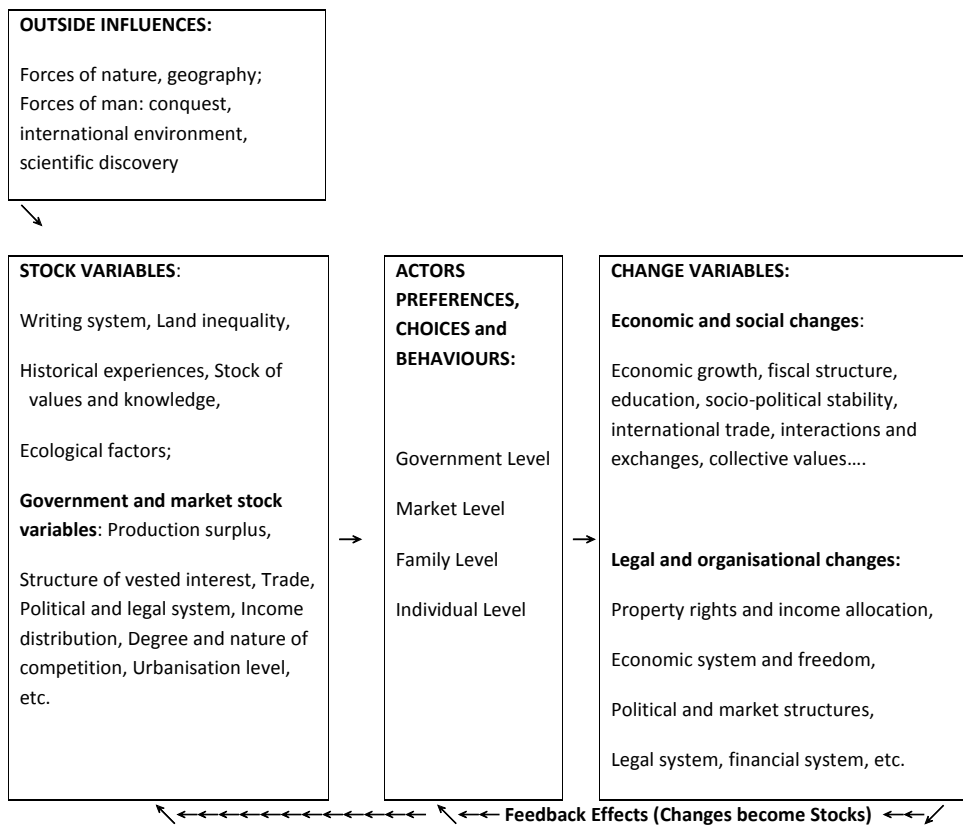 OUTSIDE INFLUENCES:
Forces of nature, geography;
Forces of man: conquest,
international environment,
scientific discovery
STOCK VARIABLES:
Writing system, Land inequality,
Historical experiences, Stock of
values and knowledge,
Ecological factors;
Government and market stock
variables: Production surplus,
Structure of vested interest, Trade,
Political and legal system, Income
distribution, Degree and nature of
competition, Urbanisation level,
etc.
ACTORS
PREFERENCES,
CHOICES and
BEHAVIOURS:
Government Level
Market Level
Family Level
Individual Level
CHANGE VARIABLES:
Economic and social changes:
Economic growth, fiscal structure,
education, socio-political stability,
international trade, interactions and
exchanges, collective values….
Legal and organisational changes:
Property rights and income allocation,
Economic system and freedom,
Political and market structures,
Legal system, financial system, etc.
Feedback Effects (Changes become Stocks)